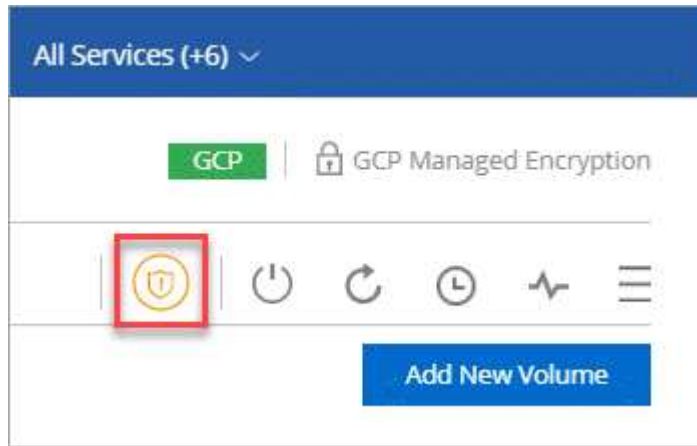 All Services (+6)
GCP
GCP Managed Encryption
Add New Volume